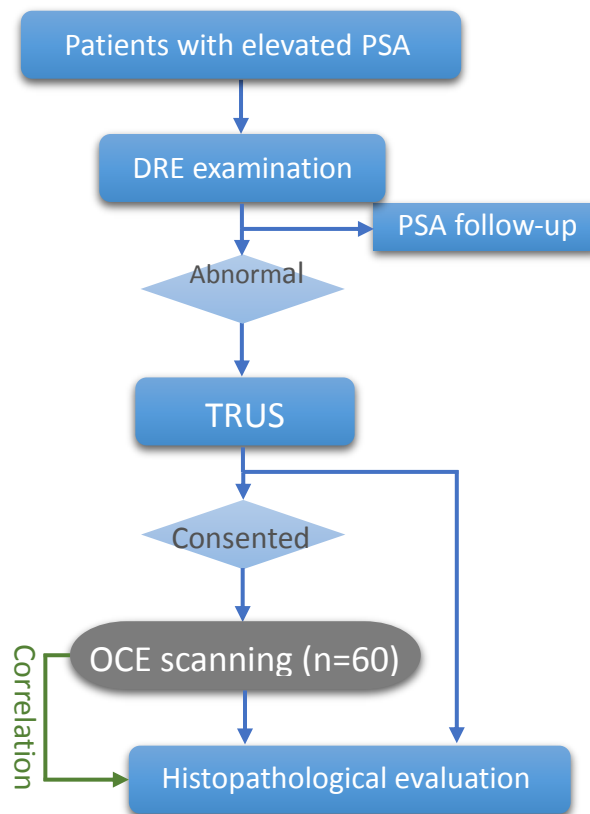 Patients with elevated PSA
DRE examination
PSA follow-up
Abnormal
TRUS
Consented
OCE scanning (n=60)
Correlation
Histopathological evaluation